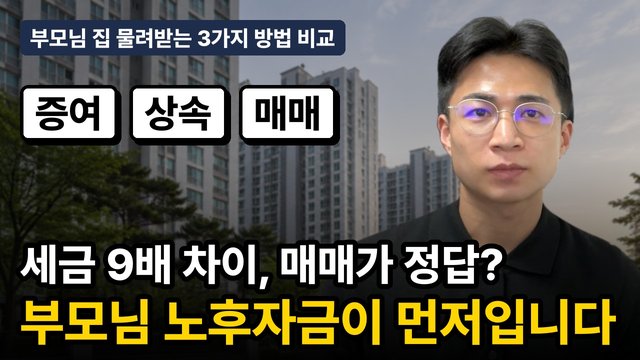 부모님 집 물려받는 3가지 방법 비교
증여 상속 매매
세금 9배 차이, 매매가 정답?
부모님 노후자금이 먼저입니다